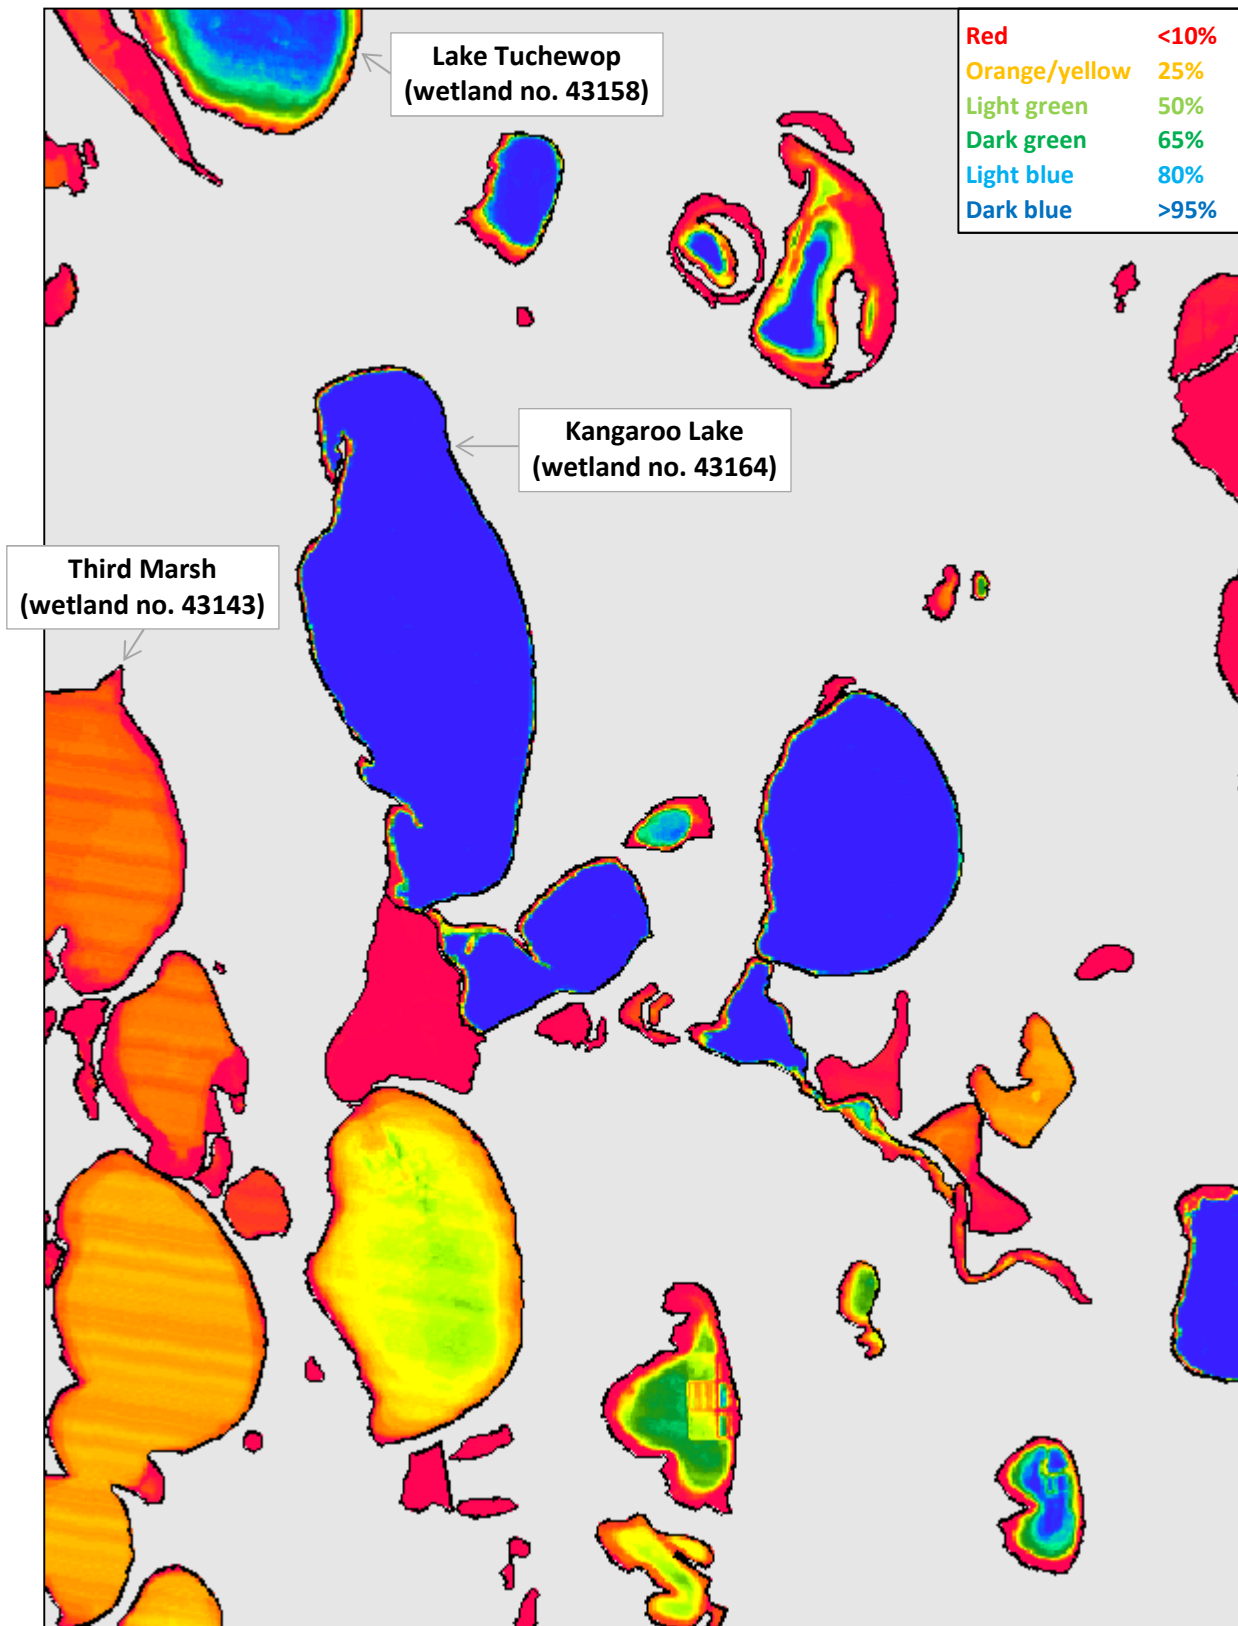 Lake Tuchewop
(wetland no. 43158)
Red <10%
Orange/yellow 25%
Light green 50%
Dark green 65%
Light blue 80%
Dark blue >95%
Kangaroo Lake
(wetland no. 43164)
Third Marsh
(wetland no. 43143)